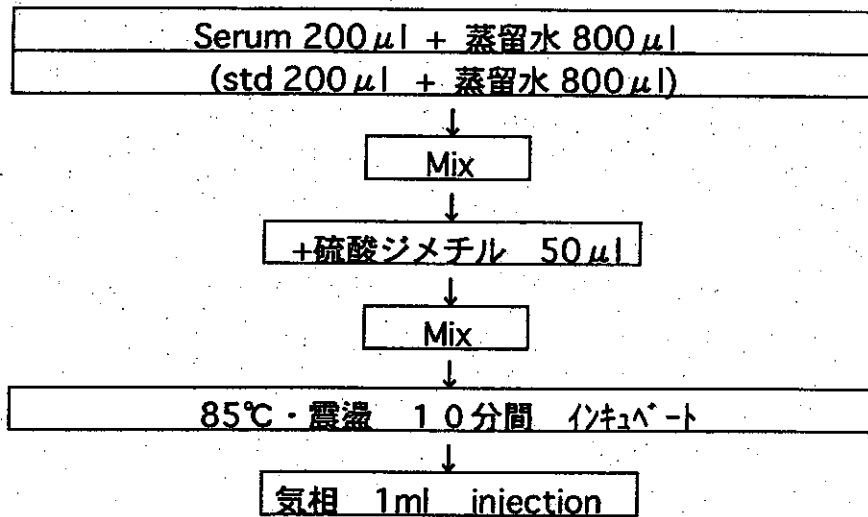 Serum 200μl + 蒸留水 800μl
(std 200μl + 蒸留水 800μl)
↓
Mix
↓
+硫酸ジメチル 50μl
↓
Mix
↓
85℃・震盪 10分間 ｲﾝｷｭﾍﾞｰﾄ
↓
気相 1ml injection